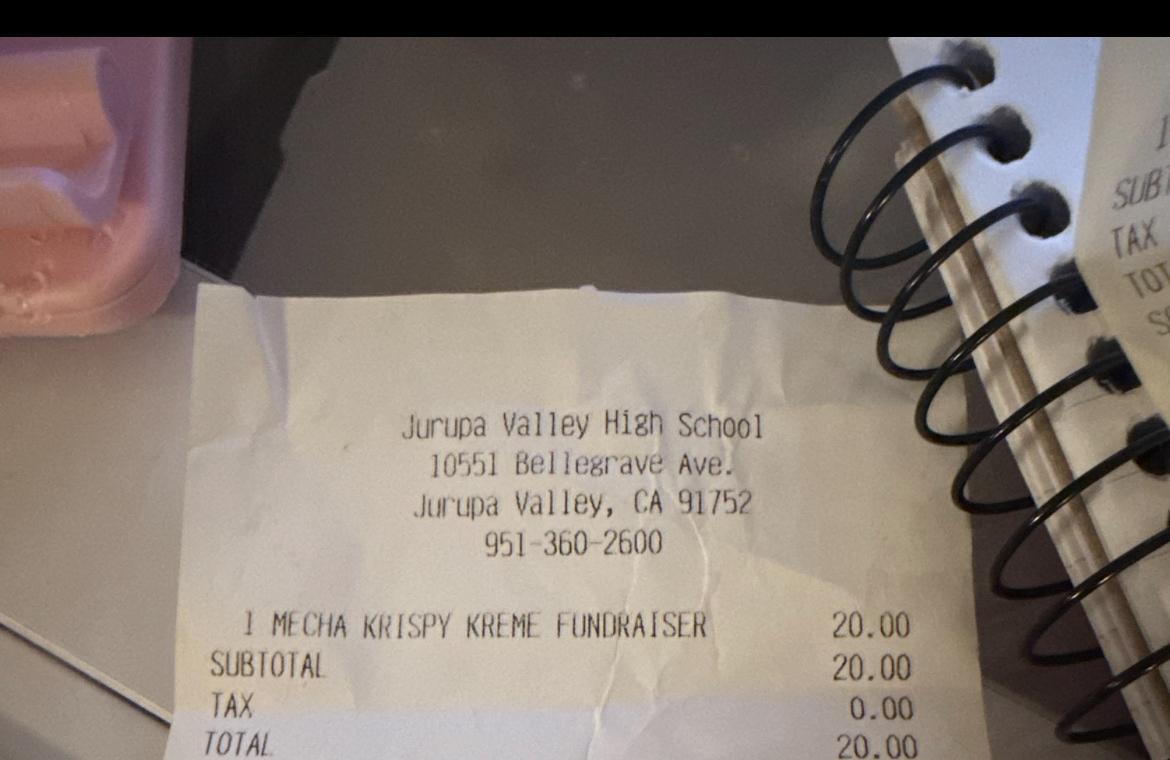 Jurupa Valley High School
10551 Bellegrave Ave.
Jurupa Valley, CA 91752
951-360-2600
1 MECHA KRISPY KREME FUNDRAISER 20.00
SUBTOTAL 20.00
TAX 0.00
TOTAL 20.00
1
TAX